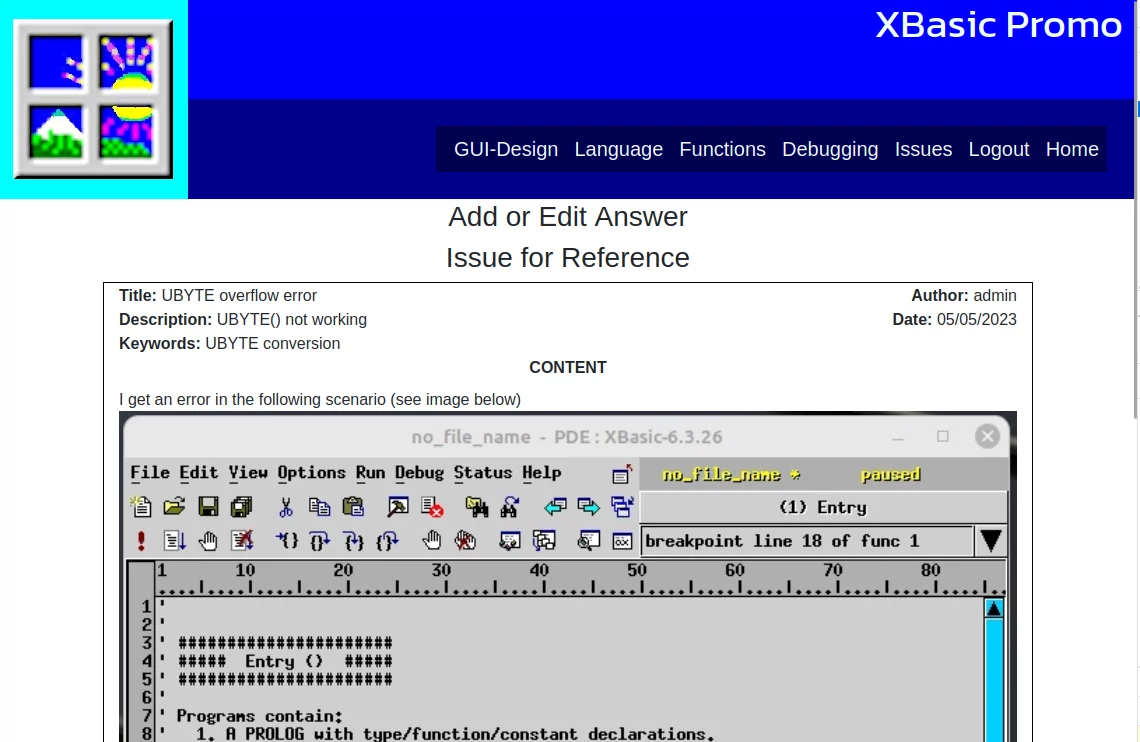 XBasic Promo
GUI-Design Language Functions Debugging Issues Logout Home
Add or Edit Answer
Issue for Reference
Title: UBYTE overflow error Author: admin
Description: UBYTE() not working Date: 05/05/2023
Keywords: UBYTE conversion
CONTENT
I get an error in the following scenario (see image below)
no_file_name - PDE : XBasic-6.3.26
File Edit View Options Run Debug Status Help no_file_name * paused
(1) Entry
breakpoint line 18 of func 1
1 10 20 30 40 50 60 70 80
1 '
2 '
3 ' ######################
4 ' ##### Entry () #####
5 ' ######################
6 '
7 ' Programs contain:
8 ' 1. A PROLOG with type/function/constant declarations.